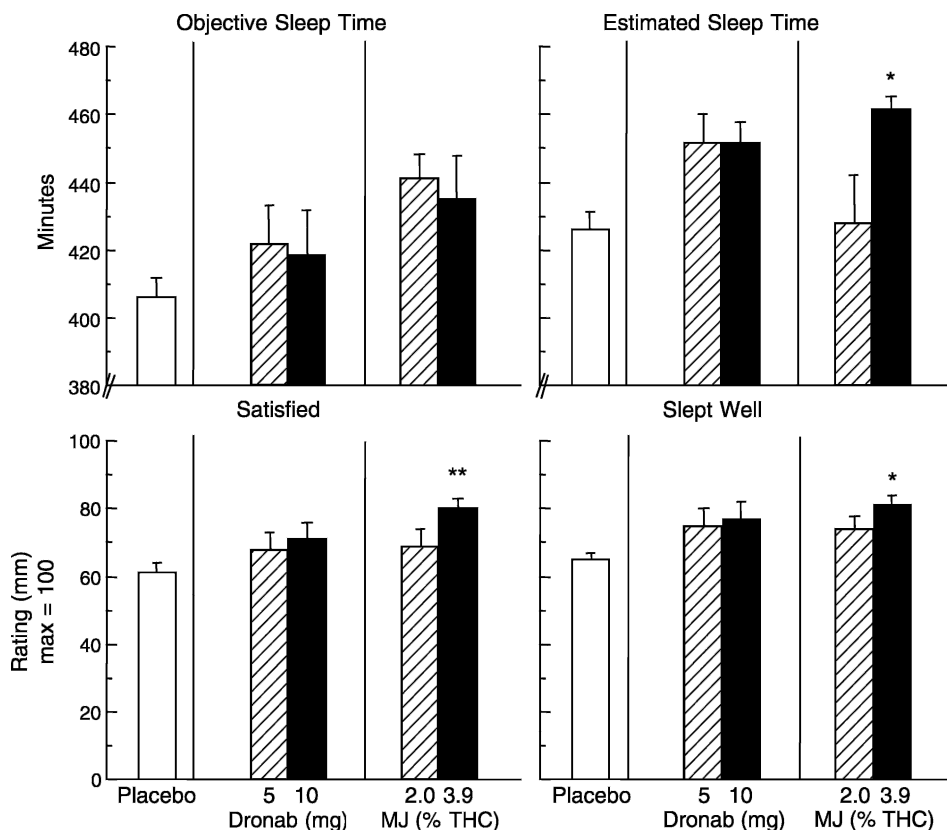 Objective Sleep Time
Estimated Sleep Time
480
460
440
420
400
380
Minutes
*
Satisfied
Slept Well
100
80
60
40
20
0
Rating (mm)
max = 100
**
*
Placebo 5 10 2.0 3.9 Placebo 5 10 2.0 3.9
Dronab (mg) MJ (% THC) Dronab (mg) MJ (% THC)